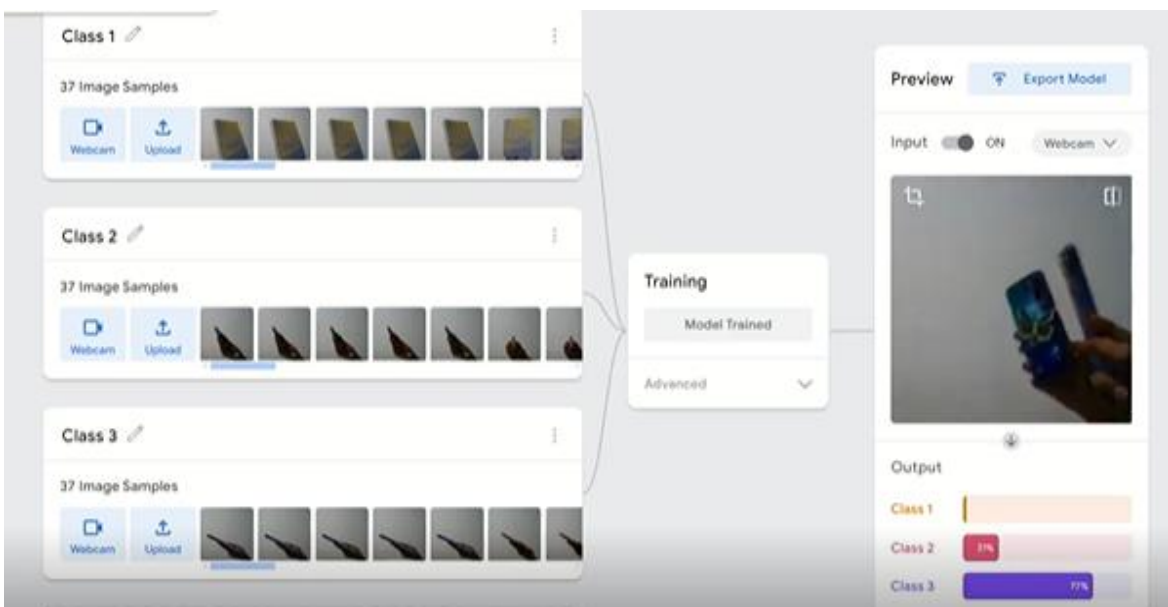 Class 1
37 Image Samples
Webcam
Upload
Class 2
37 Image Samples
Webcam
Upload
Class 3
37 Image Samples
Webcam
Upload
Training
Model Trained
Advanced
Preview
Export Model
Input
ON
Webcam
Output
Class 1
Class 2
Class 3